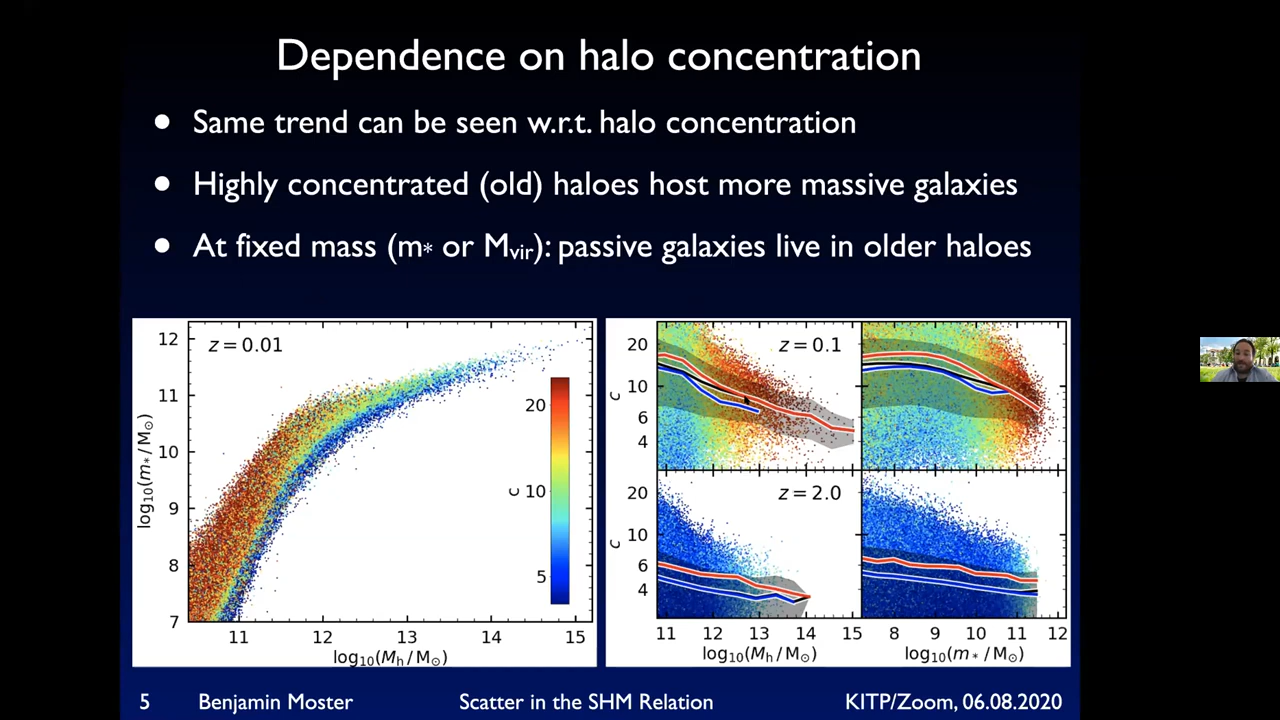 Dependence on halo concentration
● Same trend can be seen w.r.t. halo concentration
● Highly concentrated (old) haloes host more massive galaxies
● At fixed mass (m* or Mvir): passive galaxies live in older haloes
12
z = 0.01
11
10
9
8
7
log10(m*/M⊙)
11 12 13 14 15
log10(Mh/M⊙)
20
c 10
5
20 z = 0.1
10
c
6
4
20 z = 2.0
10
c
6
4
11 12 13 14 15 8 9 10 11 12
log10(Mh/M⊙) log10(m*/M⊙)
5 Benjamin Moster Scatter in the SHM Relation KITP/Zoom, 06.08.2020